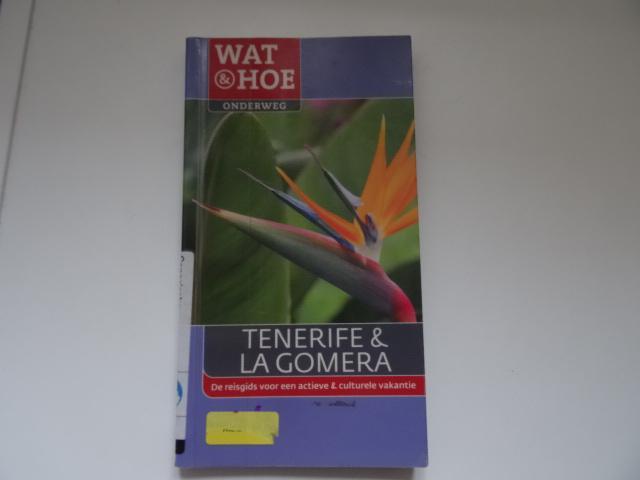 WAT
& HOE
ONDERWEG
TENERIFE &
LA GOMERA
De reisgids voor een actieve & culturele vakantie